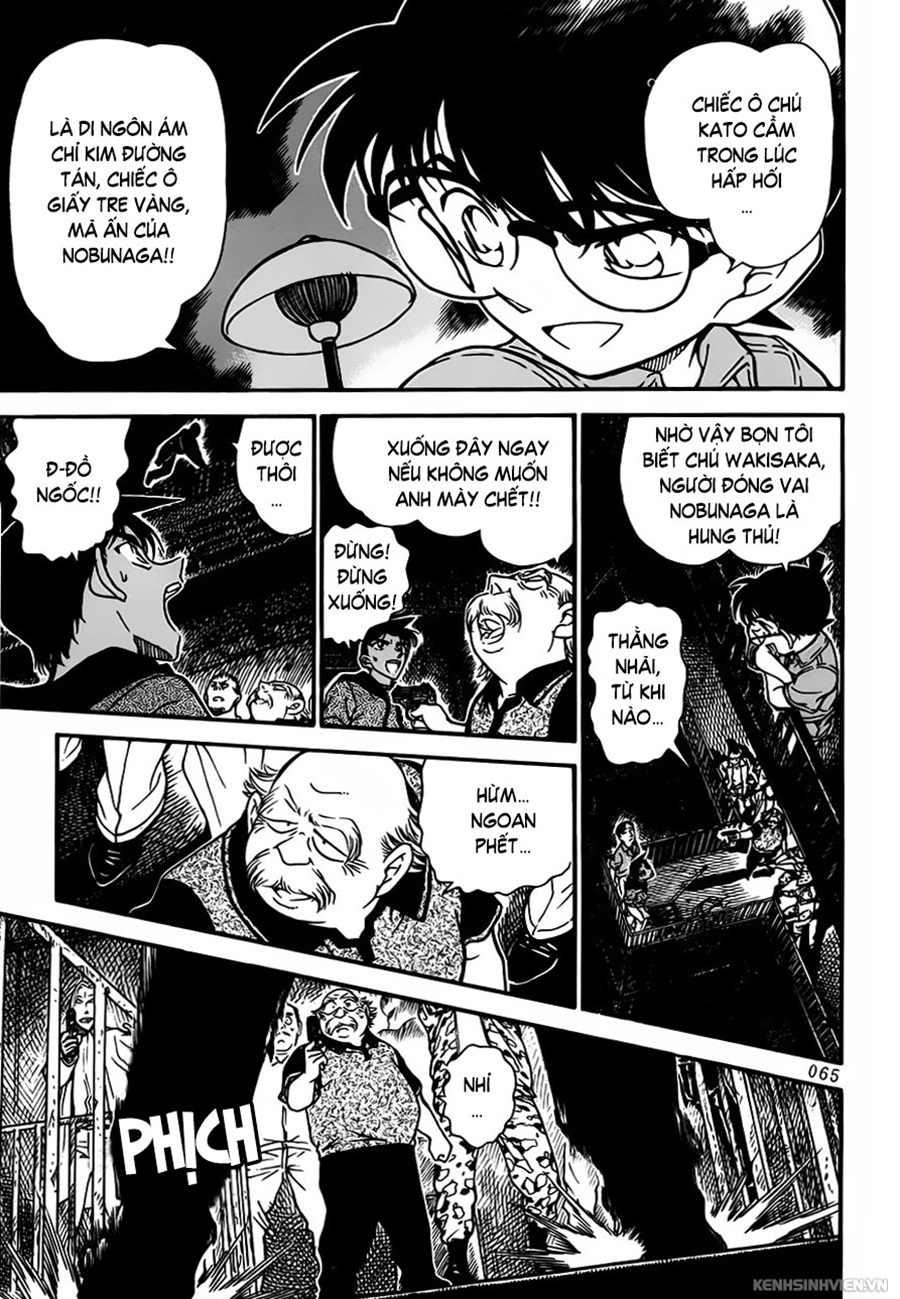 CHIẾC Ô CHÚ
KATO CẦM
TRONG LÚC
HẤP HỐI
...
LÀ DI NGÔN ÁM
CHỈ KIM ĐƯỜNG
TÁN, CHIẾC Ô
GIẤY TRE VÀNG,
MÀ ẤN CỦA
NOBUNAGA!!
NHỜ VẬY BỌN TÔI
BIẾT CHÚ WAKISAKA,
NGƯỜI ĐÓNG VAI
NOBUNAGA LÀ
HUNG THỦ!
THẰNG
NHÃI,
TỪ KHI
NÀO...
XUỐNG ĐÂY NGAY
NẾU KHÔNG MUỐN
ANH MÀY CHẾT!!
ĐỪNG!
ĐỪNG
XUỐNG!
ĐƯỢC
THÔI
...
Đ-ĐỒ
NGỐC!!
HỪM...
NGOAN
PHẾT...
NHỈ
...
PHỊCH
065
KENHSINHVIEN.VN